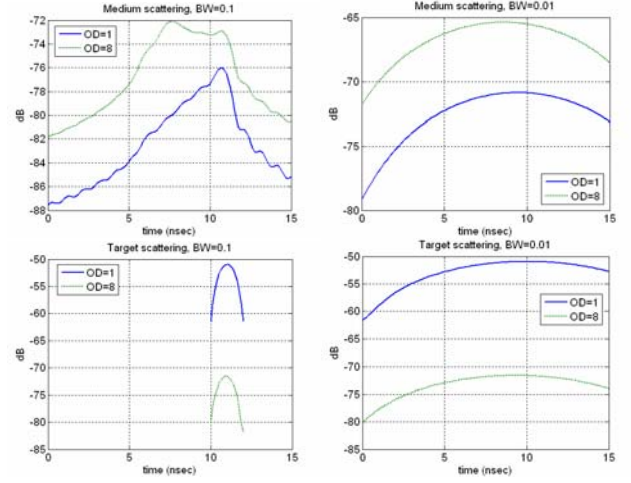 Medium scattering, BW=0.1
-72
-74
-76
-78
-80
-82
-84
-86
-88
dB
OD=1
OD=8
0
5
10
15
time (nsec)
Medium scattering, BW=0.01
-65
-70
-75
-80
dB
OD=1
OD=8
0
5
10
15
time (nsec)
Target scattering, BW=0.1
-50
-55
-60
-65
-70
-75
-80
-85
dB
OD=1
OD=8
0
5
10
15
time (nsec)
Target scattering, BW=0.01
-50
-55
-60
-65
-70
-75
-80
-85
dB
OD=1
OD=8
0
5
10
15
time (nsec)